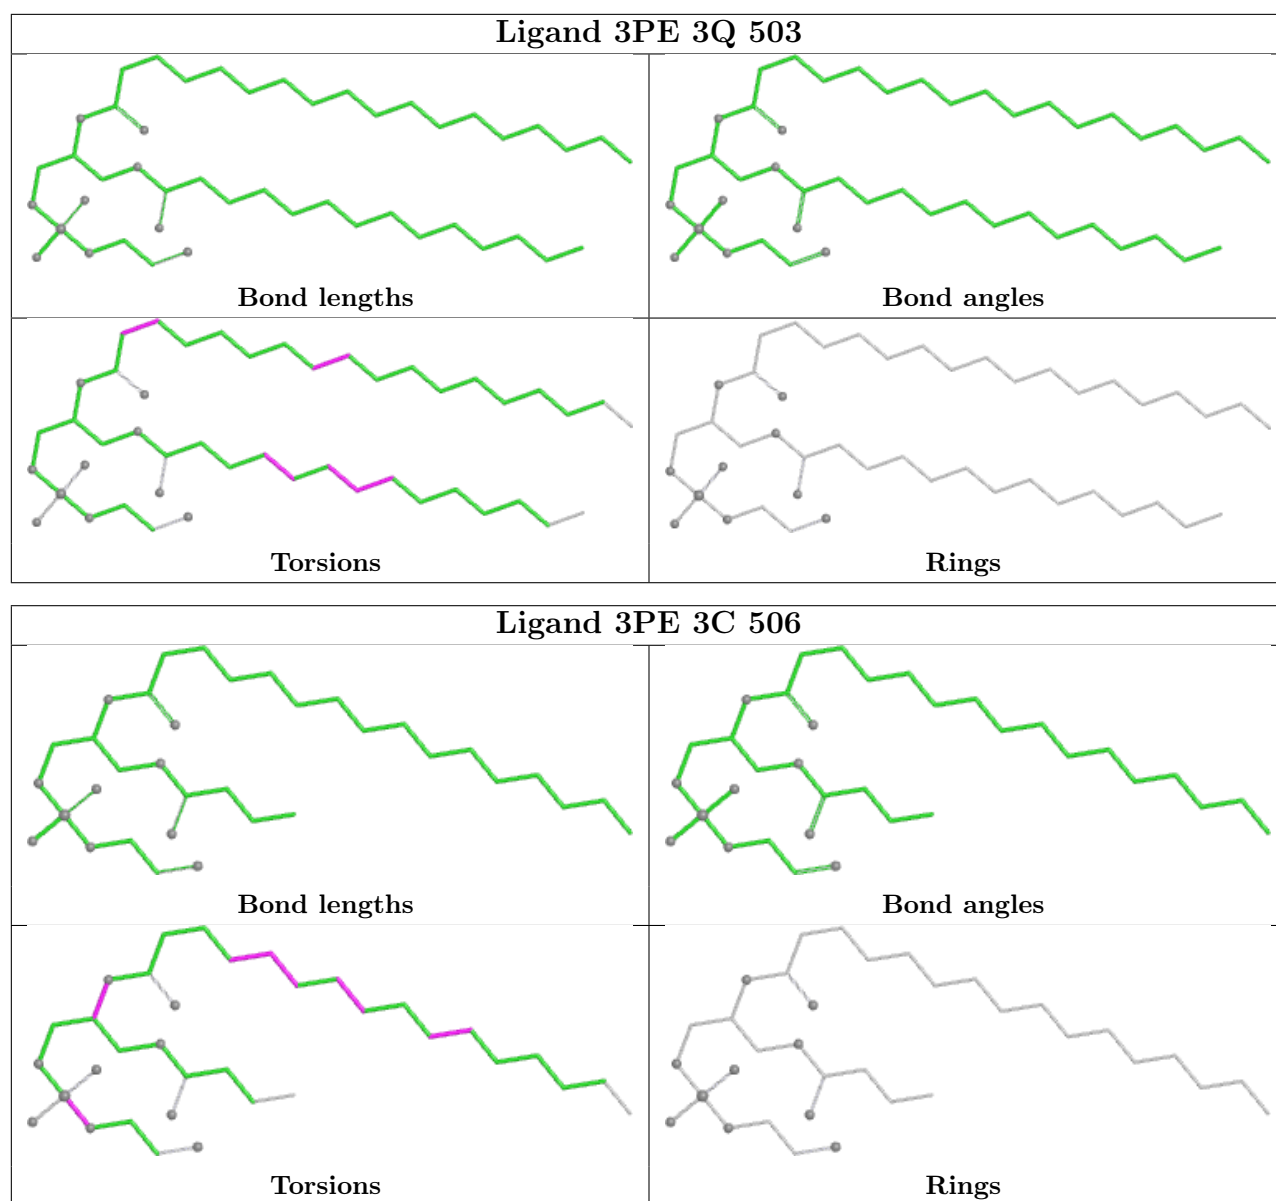 Ligand 3PE 3Q 503
Bond lengths
Bond angles
Torsions
Rings
Ligand 3PE 3C 506
Bond lengths
Bond angles
Torsions
Rings